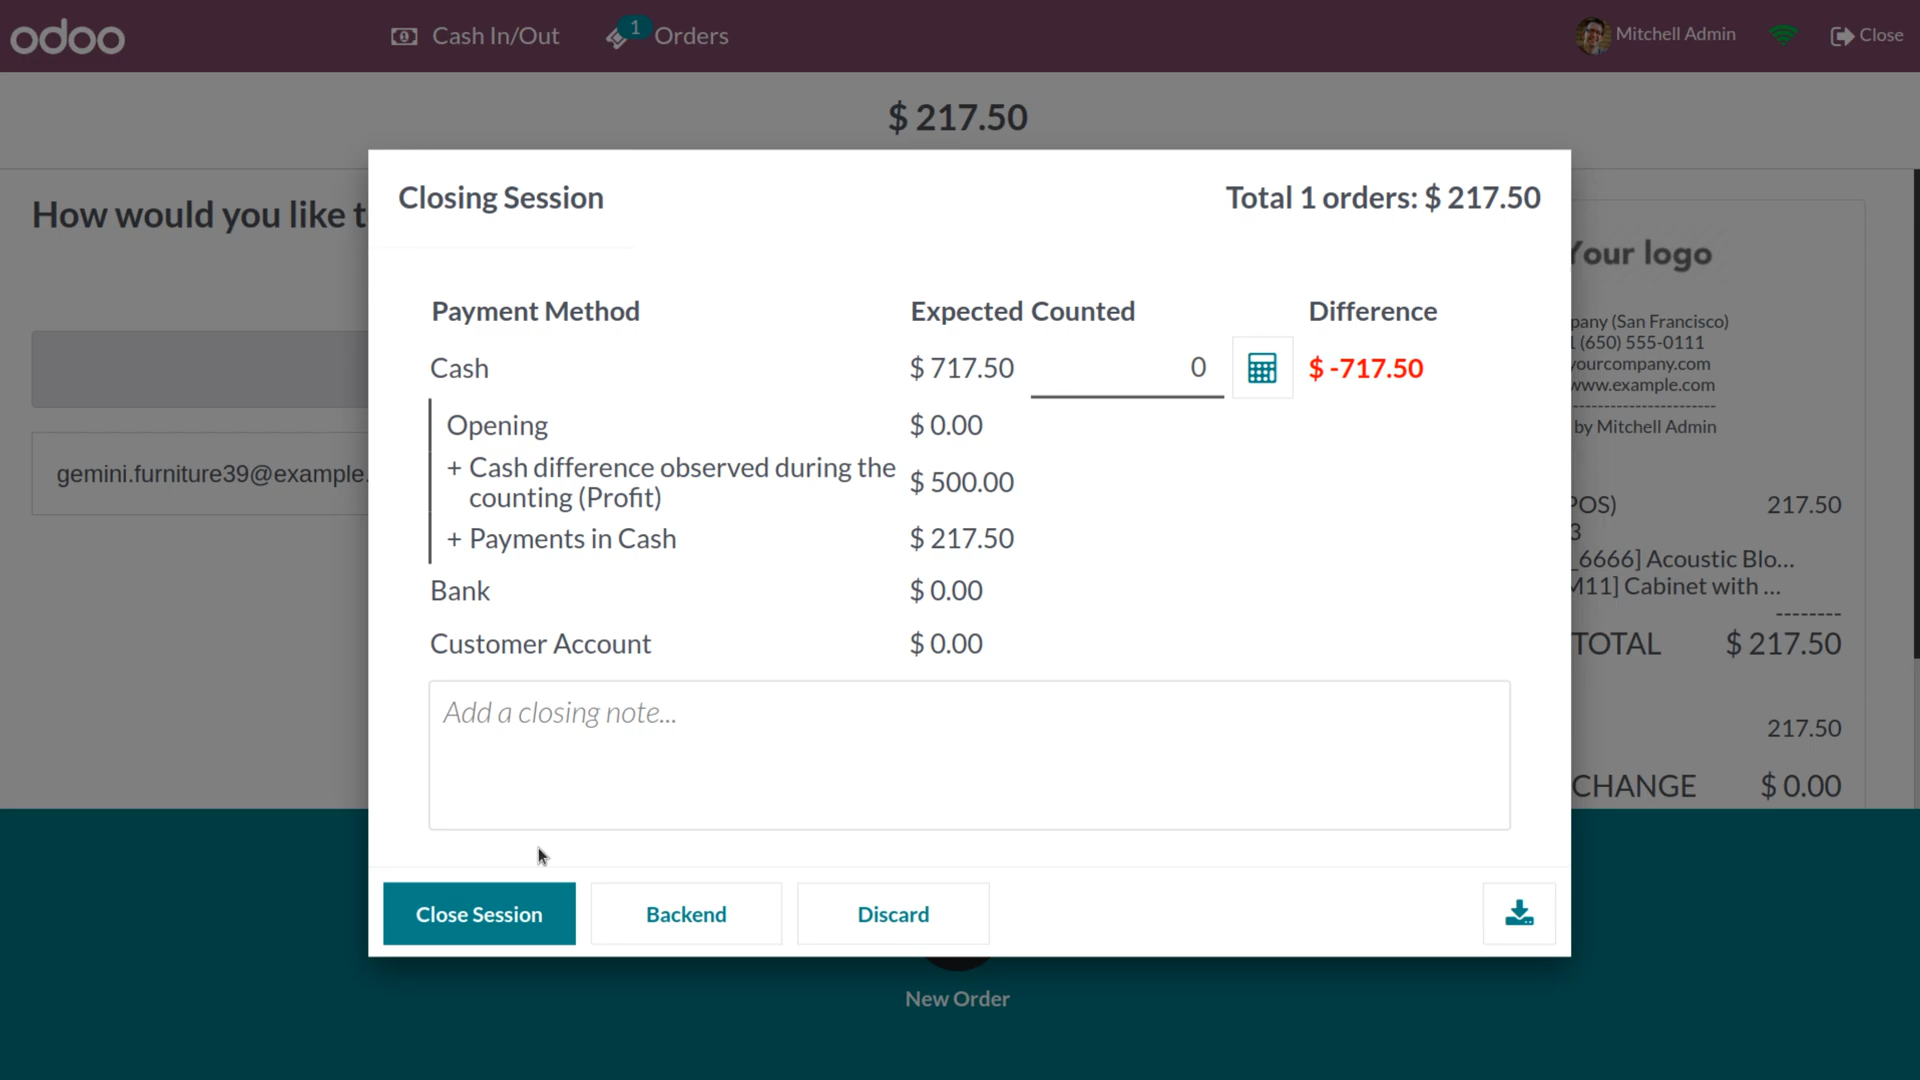 odoo
Cash In/Out
1
Orders
Mitchell Admin
Close
$ 217.50
How would you like t
Closing Session
Total 1 orders: $ 217.50
Your logo
Payment Method Expected Counted Difference
pany (San Francisco)
1 (650) 555-0111
yourcompany.com
www.example.com
-----------------------
by Mitchell Admin
Cash $ 717.50 0 $ -717.50
Opening $ 0.00
+ Cash difference observed during the
counting (Profit) $ 500.00
+ Payments in Cash $ 217.50
Bank $ 0.00
Customer Account $ 0.00
gemini.furniture39@example.
POS) 217.50
3
_6666] Acoustic Blo...
M11] Cabinet with ...
--------
TOTAL $ 217.50
217.50
CHANGE $ 0.00
Add a closing note...
Close Session
Backend
Discard
New Order